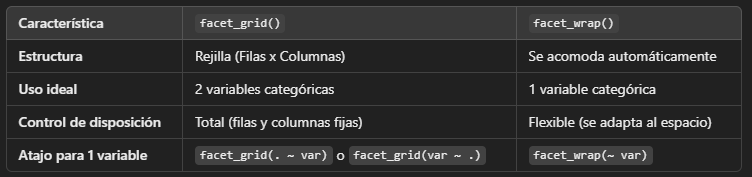 Característica facet_grid() facet_wrap()
Estructura Rejilla (Filas x Columnas) Se acomoda automáticamente
Uso ideal 2 variables categóricas 1 variable categórica
Control de disposición Total (filas y columnas fijas) Flexible (se adapta al espacio)
Atajo para 1 variable facet_grid(. ~ var) o facet_grid(var ~ .) facet_wrap(~ var)